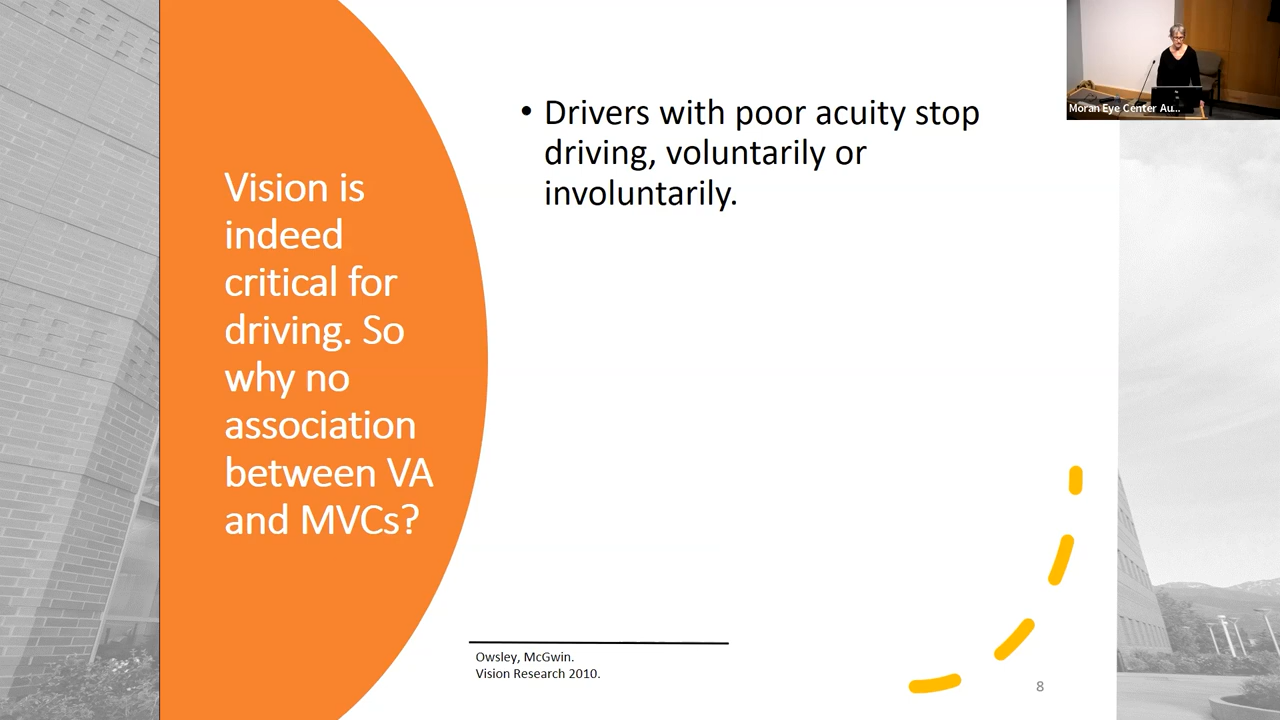 Vision is
indeed
critical for
driving. So
why no
association
between VA
and MVCs?
• Drivers with poor acuity stop
driving, voluntarily or
involuntarily.
Owsley, McGwin.
Vision Research 2010.
8
Moran Eye Center Au...